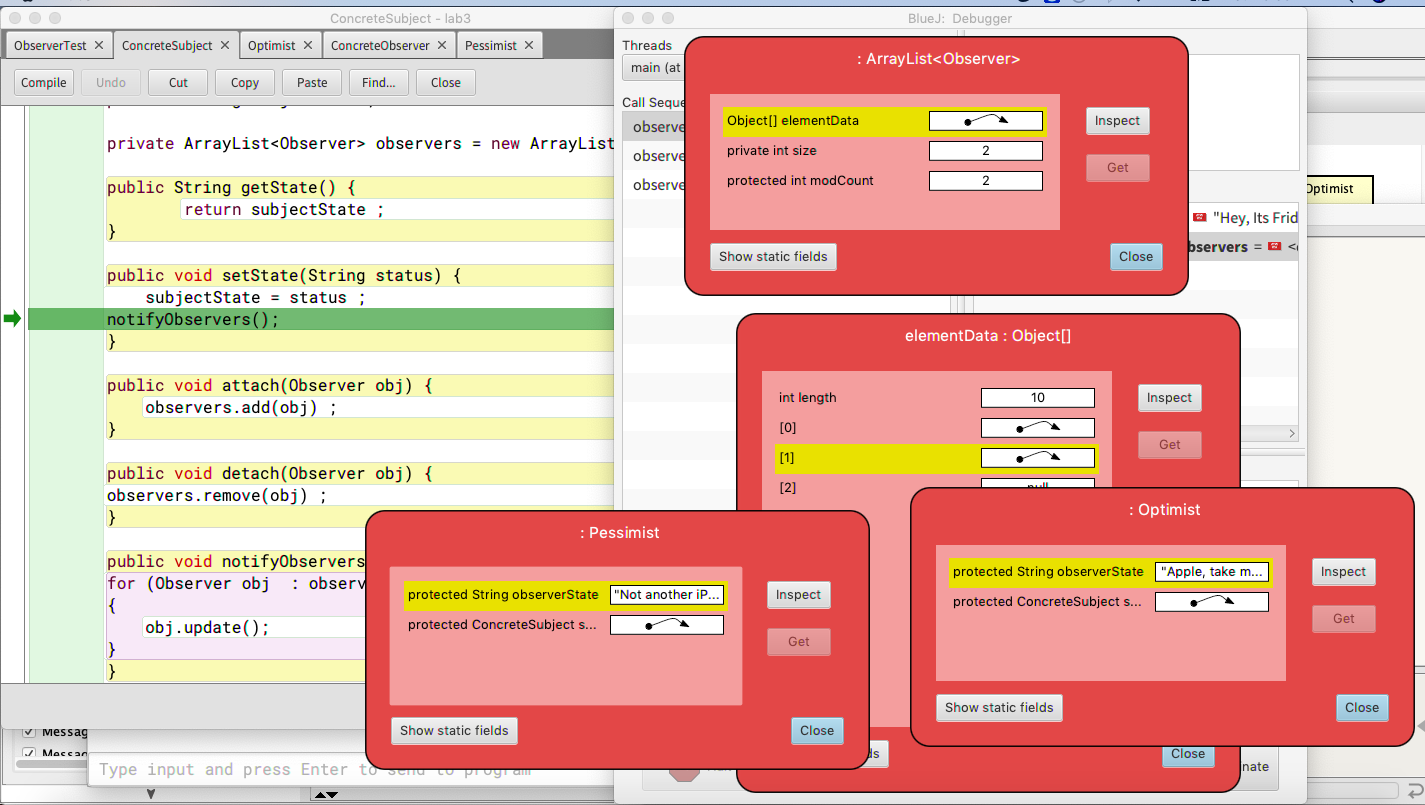 ConcreteSubject - lab3
ObserverTest
ConcreteSubject
Optimist
ConcreteObserver
Pessimist
Compile
Undo
Cut
Copy
Paste
Find...
Close
private ArrayList<Observer> observers = new ArrayList
public String getState() {
return subjectState ;
}
public void setState(String status) {
subjectState = status ;
notifyObservers();
}
public void attach(Observer obj) {
observers.add(obj) ;
}
public void detach(Observer obj) {
observers.remove(obj) ;
}
public void notifyObservers
for (Observer obj  : observ
{
obj.update();
}
}
Type input and press Enter to send to program
BlueJ:  Debugger
Threads
main (at
Call Seque
observe
observe
observe
: ArrayList<Observer>
Object[] elementData
private int size
2
protected int modCount
2
Inspect
Get
Show static fields
Close
Optimist
"Hey, Its Frid
bservers =
elementData : Object[]
int length
10
[0]
[1]
[2]
null
Inspect
Get
Close
nate
: Pessimist
protected String observerState
"Not another iP...
protected ConcreteSubject s...
Inspect
Get
Show static fields
Close
: Optimist
protected String observerState
"Apple, take m...
protected ConcreteSubject s...
Inspect
Get
Show static fields
Close
Messag
Messag